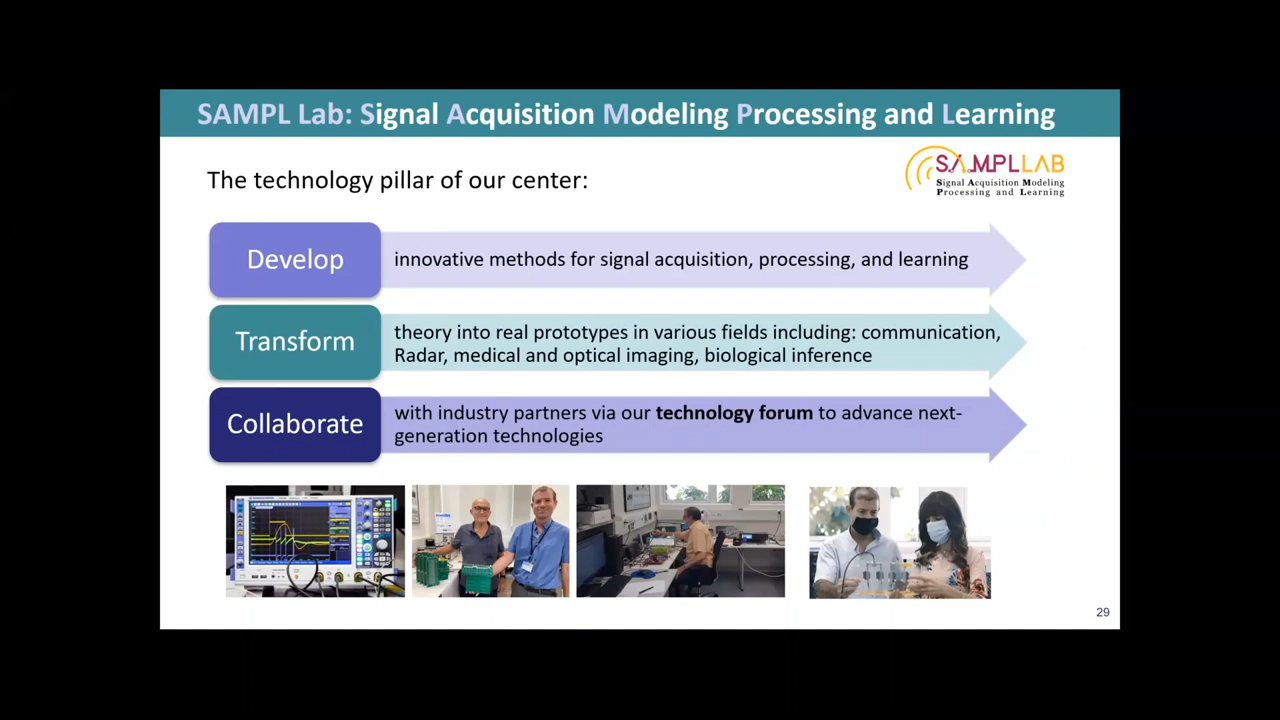 SAMPL Lab: Signal Acquisition Modeling Processing and Learning
SAMPLLAB
Signal Acquisition Modeling
Processing and Learning
The technology pillar of our center:
Develop
innovative methods for signal acquisition, processing, and learning
Transform
theory into real prototypes in various fields including: communication,
Radar, medical and optical imaging, biological inference
Collaborate
with industry partners via our technology forum to advance next-
generation technologies
29